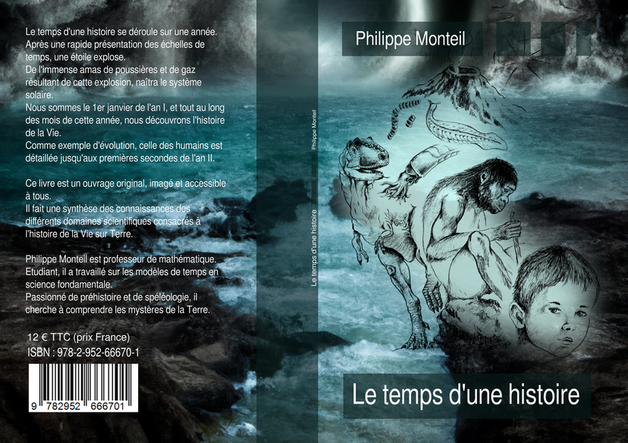 Le temps d'une histoire se déroule sur une année.
Après une rapide présentation des échelles de
temps, une étoile explose.
De l'immense amas de poussières et de gaz
résultant de cette explosion, naîtra le système
solaire.
Nous sommes le 1er janvier de l'an I, et tout au long
des mois de cette année, nous découvrons l'histoire
de la Vie.
Comme exemple d'évolution, celle des humains est
détaillée jusqu'aux premières secondes de l'an II.
Ce livre est un ouvrage original, imagé et accessible
à tous.
Il fait une synthèse des connaissances des
différents domaines scientifiques consacrés à
l'histoire de la Vie sur Terre.
Philippe Monteil est professeur de mathématique.
Etudiant, il a travaillé sur les modèles de temps en
science fondamentale.
Passionné de préhistoire et de spéléologie, il
cherche à comprendre les mystères de la Terre.
12 € TTC (prix France)
ISBN : 978-2-952-66670-1
9 782952 666701
Philippe Monteil
Le temps d'une histoire
Philippe Monteil
Le temps d'une histoire